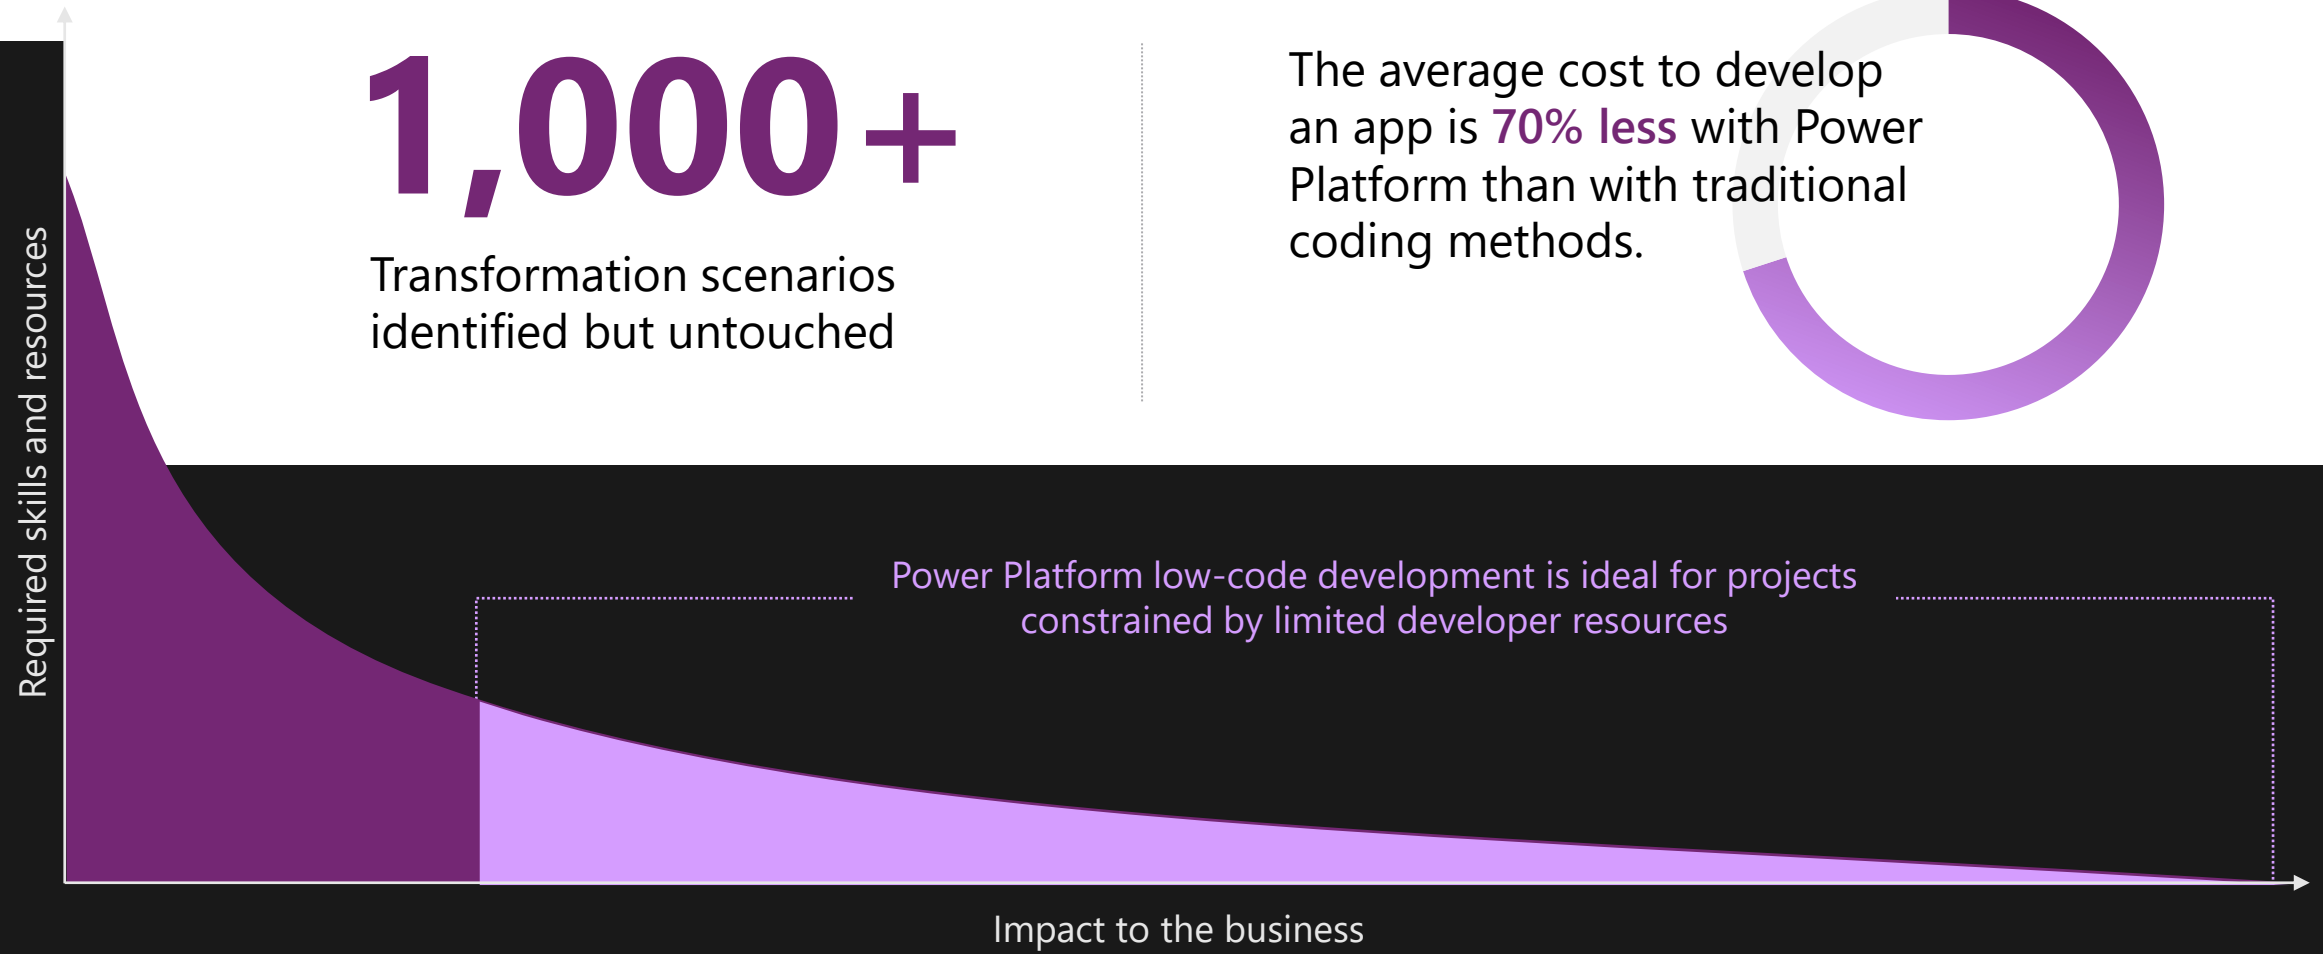 1,000+
Transformation scenarios
identified but untouched
The average cost to develop
an app is 70% less with Power
Platform than with traditional
coding methods.
Required skills and resources
Power Platform low-code development is ideal for projects
constrained by limited developer resources
Impact to the business